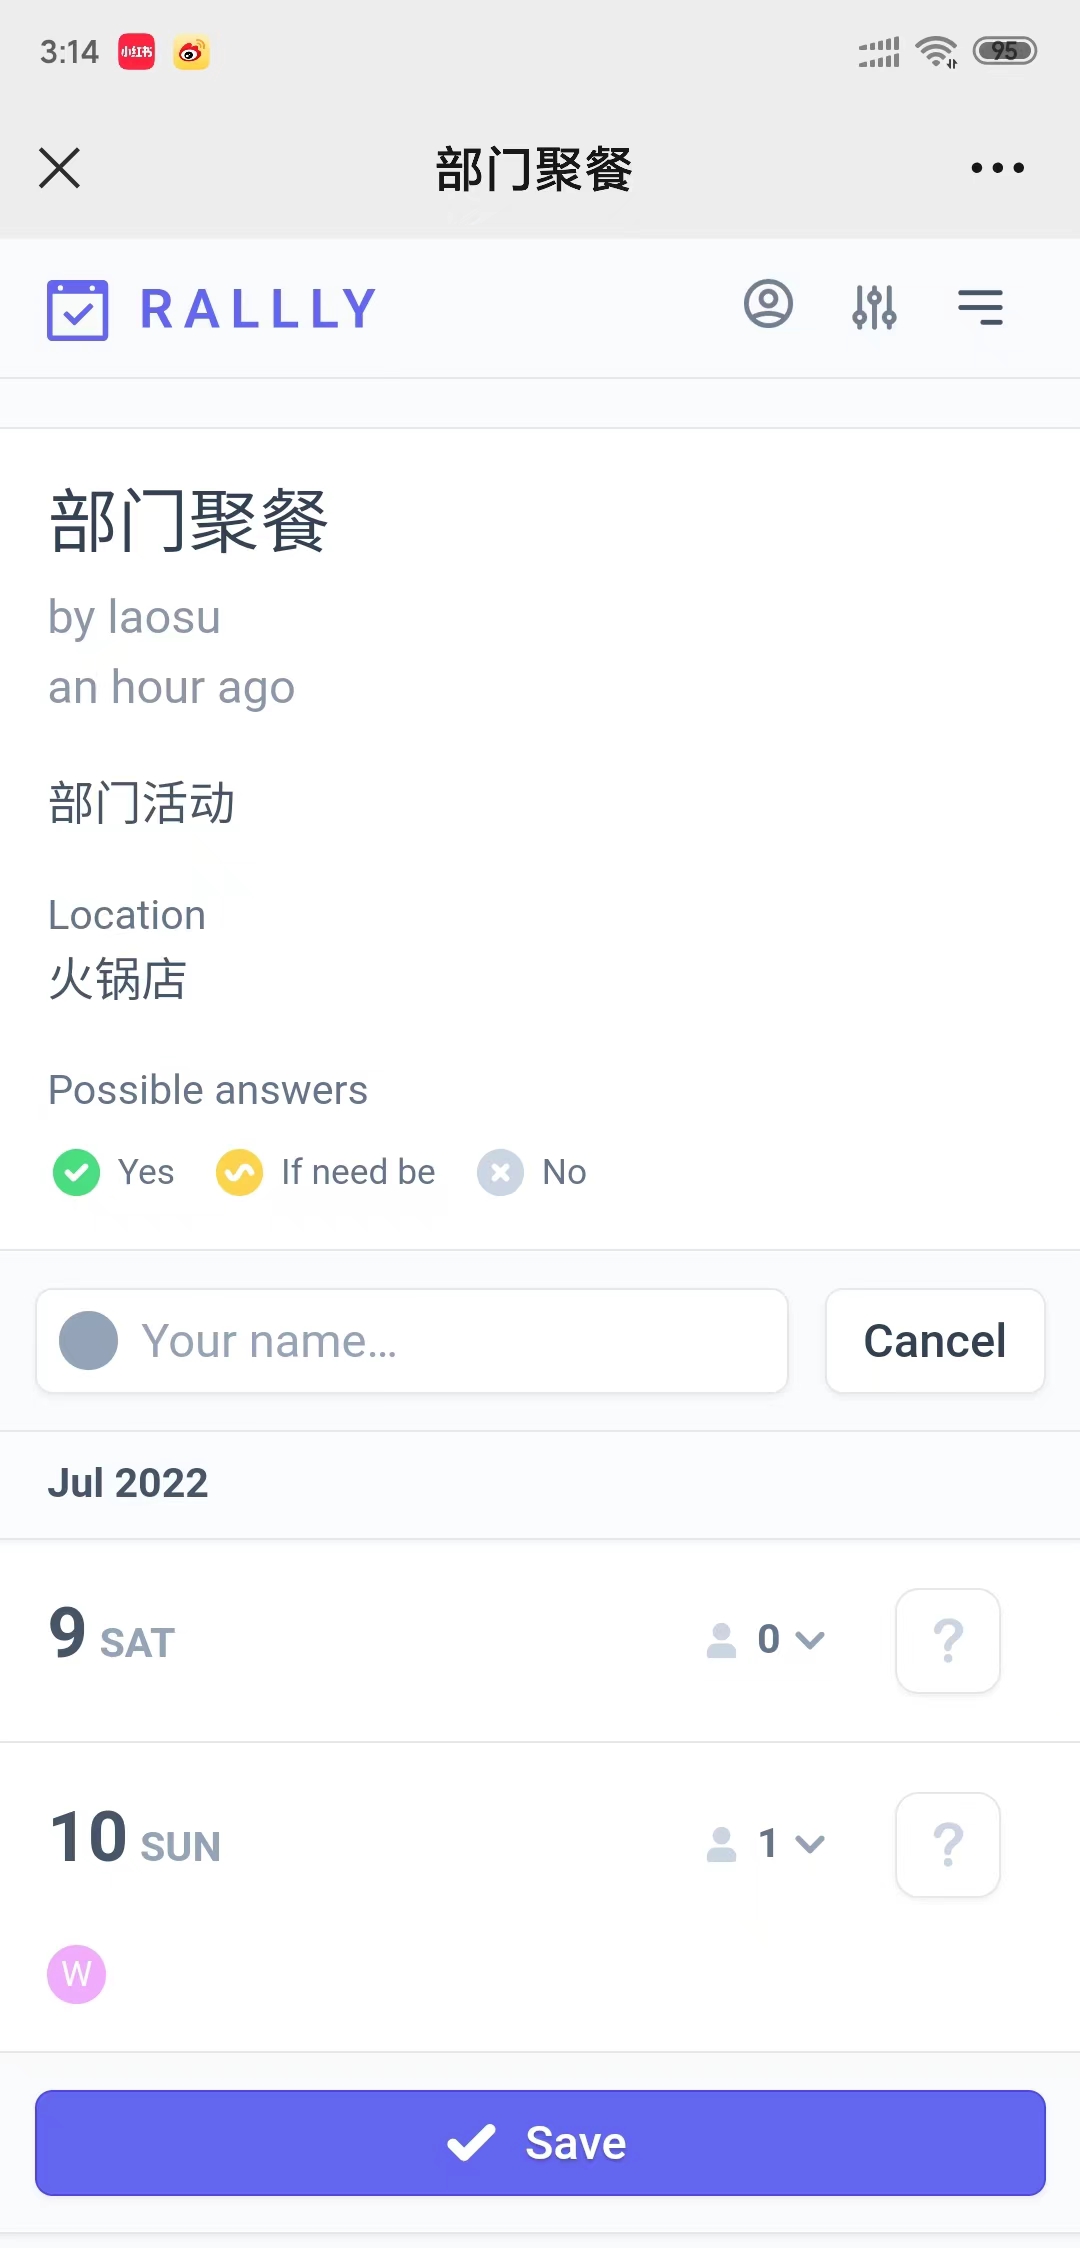 3:14 小红书 95
部门聚餐
RALLLY
部门聚餐
by laosu
an hour ago
部门活动
Location
火锅店
Possible answers
Yes If need be No
Your name... Cancel
Jul 2022
9 SAT 0 ?
10 SUN 1 ?
W
Save